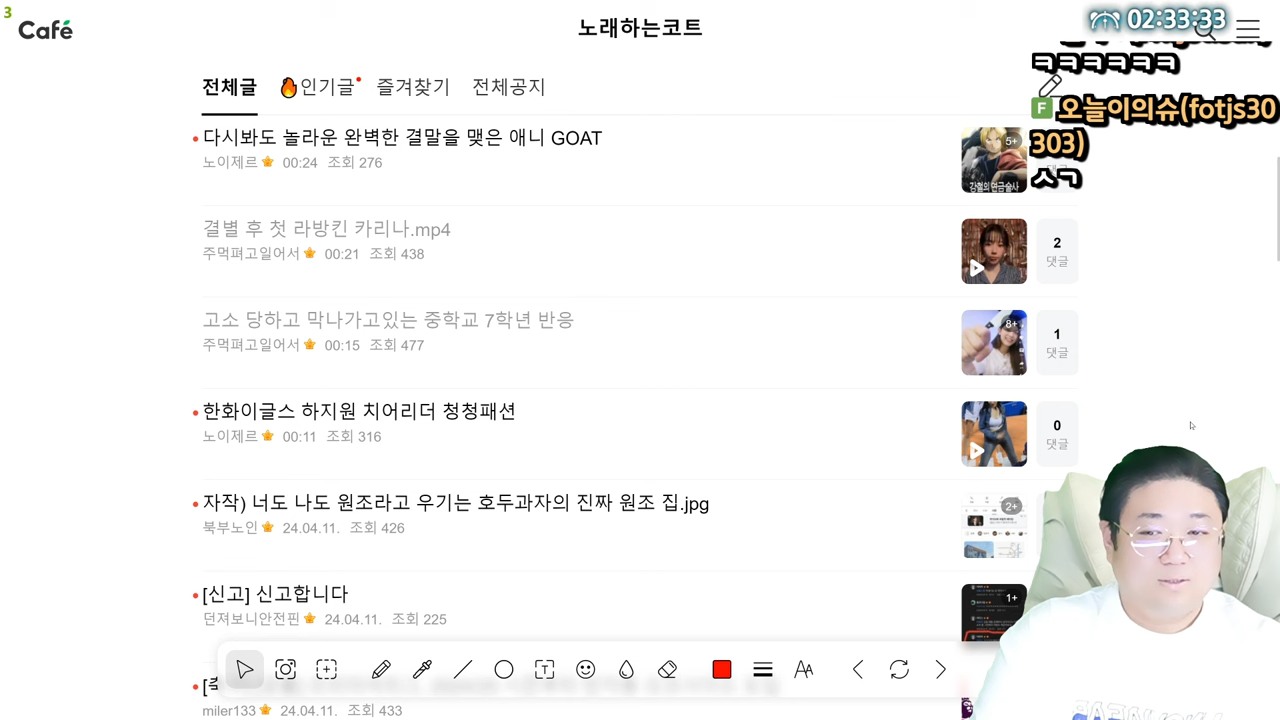 3
Café
노래하는코트
02:33:33
전체글
인기글
즐겨찾기
전체공지
ㅋㅋㅋㅋㅋㅋ
F 오늘이의슈(fotjs30
303)
ㅅㄱ
다시봐도 놀라운 완벽한 결말을 맺은 애니 GOAT
노이제르 00:24 조회 276
5+
강철의 연금술사
결별 후 첫 라방킨 카리나.mp4
주먹펴고일어서 00:21 조회 438
2
댓글
고소 당하고 막나가고있는 중학교 7학년 반응
주먹펴고일어서 00:15 조회 477
8+
1
댓글
한화이글스 하지원 치어리더 청청패션
노이제르 00:11 조회 316
0
댓글
자작) 너도 나도 원조라고 우기는 호두과자의 진짜 원조 집.jpg
북부노인 24.04.11. 조회 426
2+
[신고] 신고합니다
던져보니안전핀 24.04.11. 조회 225
1+
miler133 24.04.11. 조회 433